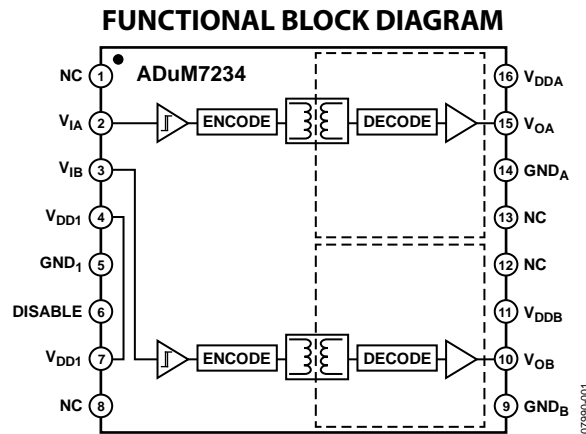 FUNCTIONAL BLOCK DIAGRAM
ADuM7234
NC 1
VIA 2
VIB 3
VDD1 4
GND1 5
DISABLE 6
VDD1 7
NC 8
ENCODE
DECODE
ENCODE
DECODE
16 VDDA
15 VOA
14 GNDA
13 NC
12 NC
11 VDDB
10 VOB
9 GNDB
07990-001